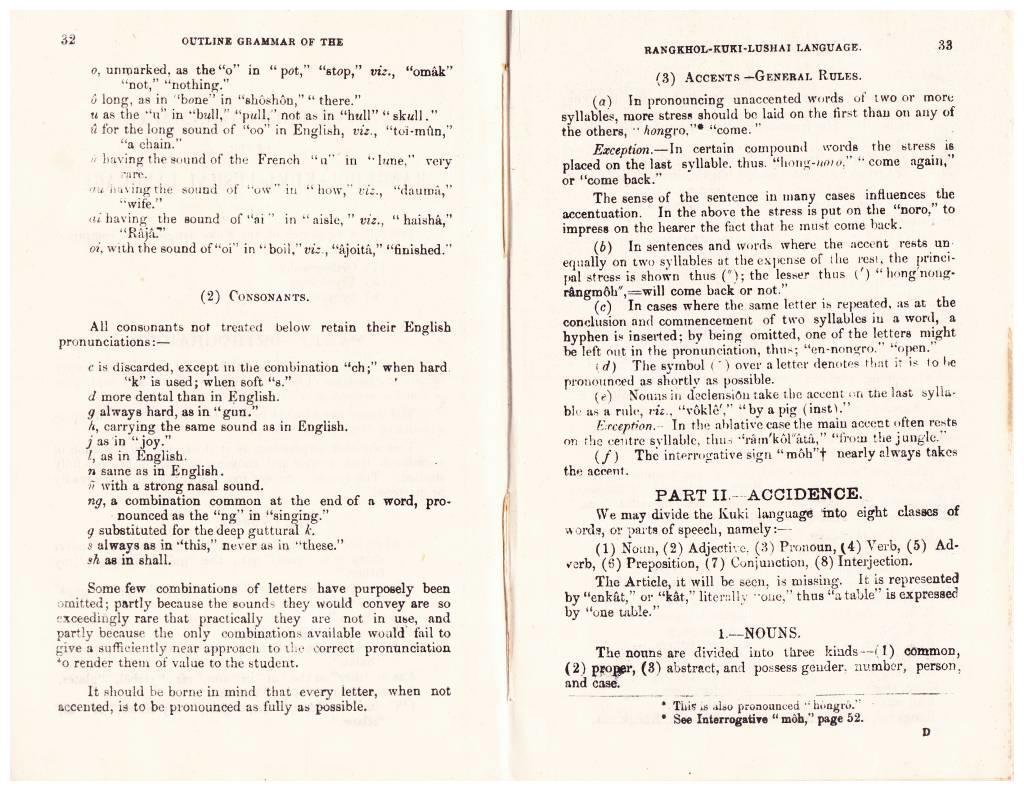 32
OUTLINE GRAMMAR OF THE
o, unmarked, as the "o" in "pot," "stop," viz., "omâk"
"not," "nothing."
ô long, as in "bone" in "shôshôn," "there."
u as the "u" in "bull," "pull," not as in "hull" "skull."
û for the long sound of "oo" in English, viz., "toi-mûn,"
"a chain."
ü having the sound of the French "u" in "lune," very
rare.
au having the sound of "ow" in "how," viz., "daumâ,"
"wife."
ai having the sound of "ai" in "aisle," viz., "haishâ,"
"Râjâ."
oi, with the sound of "oi" in "boil," viz., "âjoitâ," "finished."
(2) CONSONANTS.
All consonants not treated below retain their English
pronunciations:—
c is discarded, except in the combination "ch;" when hard
"k" is used; when soft "s."
d more dental than in English.
g always hard, as in "gun."
h, carrying the same sound as in English.
j as in "joy."
l, as in English.
n same as in English.
ñ with a strong nasal sound.
ng, a combination common at the end of a word, pro-
nounced as the "ng" in "singing."
g substituted for the deep guttural k.
s always as in "this," never as in "these."
sh as in shall.
Some few combinations of letters have purposely been
omitted; partly because the sounds they would convey are so
exceedingly rare that practically they are not in use, and
partly because the only combinations available would fail to
give a sufficiently near approach to the correct pronunciation
to render them of value to the student.
It should be borne in mind that every letter, when not
accented, is to be pronounced as fully as possible.
RANGKHOL-KUKI-LUSHAI LANGUAGE.
33
(3) ACCENTS—GENERAL RULES.
(a) In pronouncing unaccented words of two or more
syllables, more stress should be laid on the first than on any of
the others, "hongro,"* "come."
Exception.—In certain compound words the stress is
placed on the last syllable. thus. "hong-noro," "come again,"
or "come back."
The sense of the sentence in many cases influences the
accentuation. In the above the stress is put on the "noro," to
impress on the hearer the fact that he must come back.
(b) In sentences and words where the accent rests un-
equally on two syllables at the expense of the rest, the princi-
pal stress is shown thus (″); the lesser thus (′) "hong′nong-
rângmôh″,=will come back or not."
(c) In cases where the same letter is repeated, as at the
conclusion and commencement of two syllables in a word, a
hyphen is inserted; by being omitted, one of the letters might
be left out in the pronunciation, thus; "en-nongro." "open."
(d) The symbol (˘) over a letter denotes that it is to be
pronounced as shortly as possible.
(e) Nouns in declension take the accent on the last sylla-
ble as a rule, viz., "vôklê′," "by a pig (inst)."
Exception.—In the ablative case the main accent often rests
on the centre syllable, thus "râm′kôl″âtâ," "from the jungle."
(f) The interrogative sign "môh"† nearly always takes
the accent.
PART II.—ACCIDENCE.
We may divide the Kuki language into eight classes of
words, or parts of speech, namely:—
(1) Noun, (2) Adjective, (3) Pronoun, (4) Verb, (5) Ad-
verb, (6) Preposition, (7) Conjunction, (8) Interjection.
The Article, it will be seen, is missing. It is represented
by "enkât," or "kât," literally "one," thus "a table" is expressed
by "one table."
1.—NOUNS.
The nouns are divided into three kinds—(1) common,
(2) proper, (3) abstract, and possess gender, number, person,
and case.
* This is also pronounced "hongrô."
* See Interrogative "môh," page 52.
D